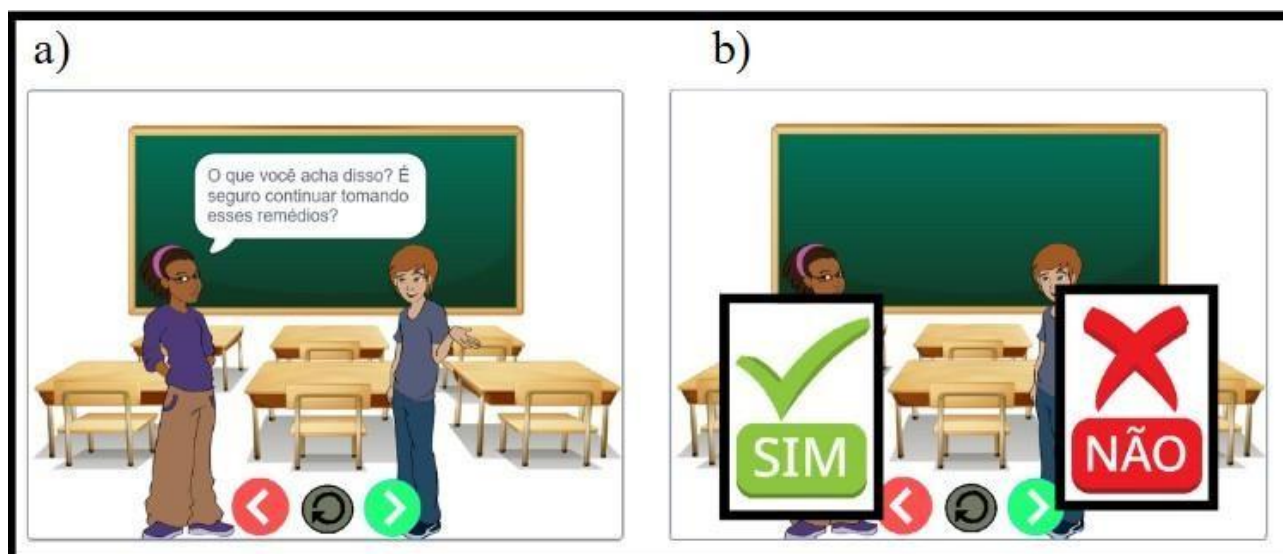 a)
b)
O que você acha disso? É
seguro continuar tomando
esses remédios?
SIM
NÃO